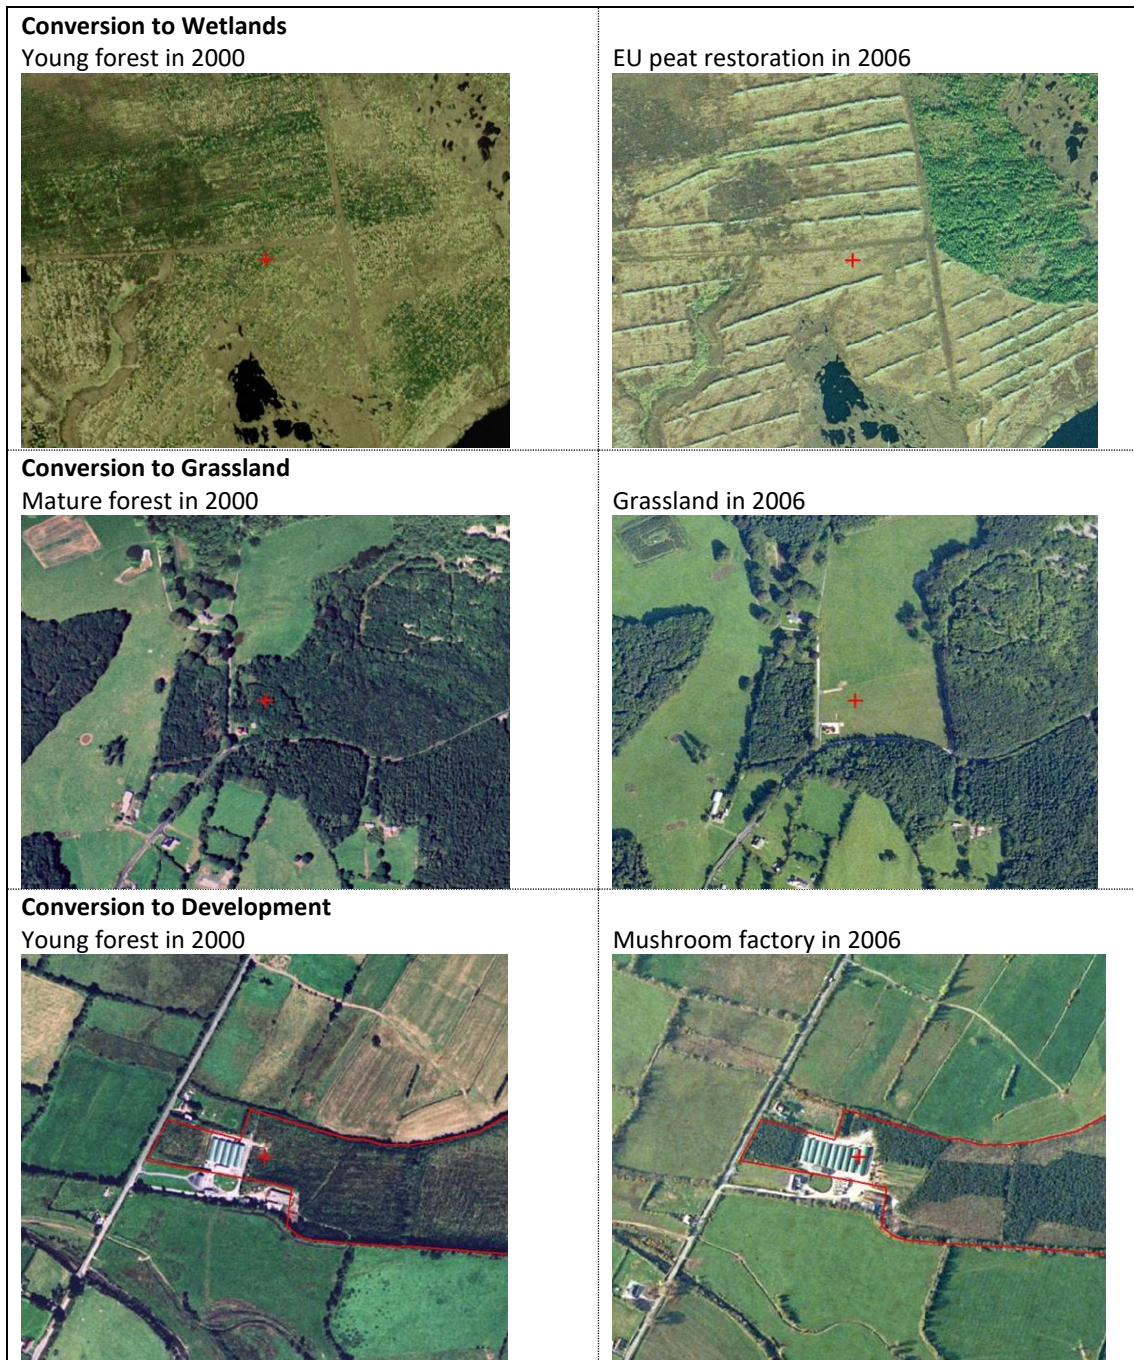 Conversion to Wetlands
Young forest in 2000
EU peat restoration in 2006
Conversion to Grassland
Mature forest in 2000
Grassland in 2006
Conversion to Development
Young forest in 2000
Mushroom factory in 2006